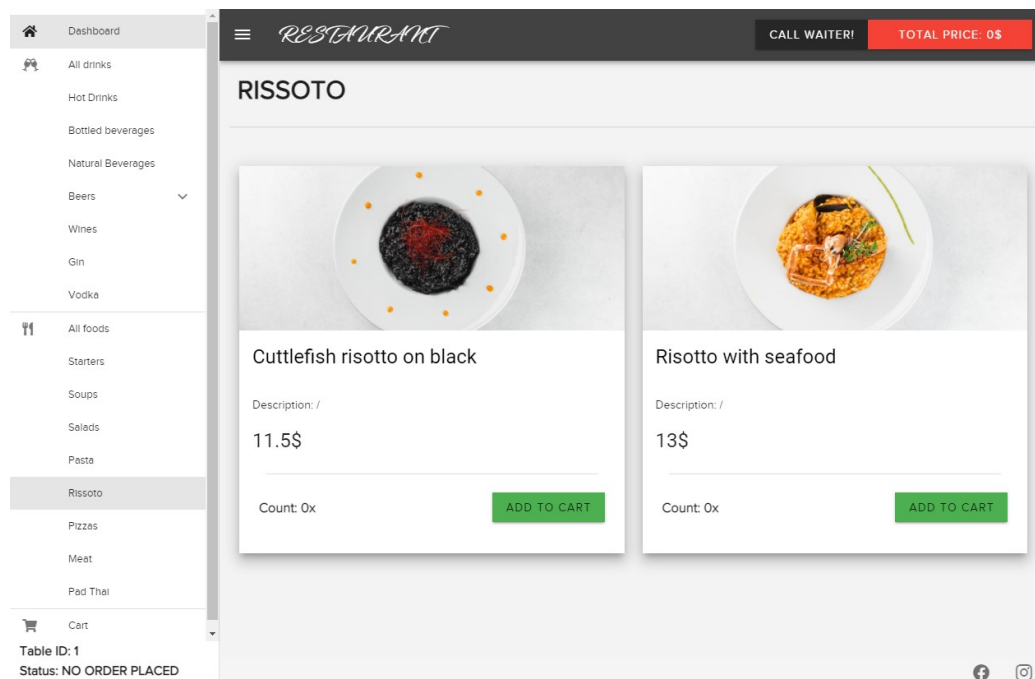 Dashboard
All drinks
Hot Drinks
Bottled beverages
Natural Beverages
Beers
Wines
Gin
Vodka
All foods
Starters
Soups
Salads
Pasta
Rissoto
Pizzas
Meat
Pad Thai
Cart
Table ID: 1
Status: NO ORDER PLACED
RESTAURANT
CALL WAITER!
TOTAL PRICE: 0$
RISSOTO
Cuttlefish risotto on black
Description: /
11.5$
Count: 0x
ADD TO CART
Risotto with seafood
Description: /
13$
Count: 0x
ADD TO CART